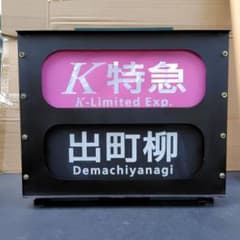 K特急
K-Limited Exp.
出町柳
Demachiyanagi